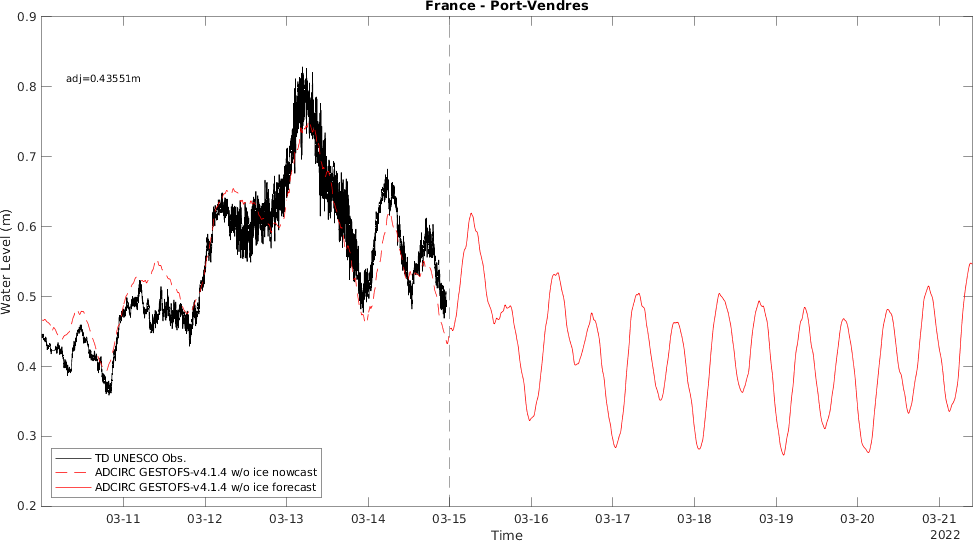 France - Port-Vendres
0.9
0.8
0.7
0.6
0.5
0.4
0.3
0.2
Water Level (m)
adj=0.43551m
TD UNESCO Obs.
ADCIRC GESTOFS-v4.1.4 w/o ice nowcast
ADCIRC GESTOFS-v4.1.4 w/o ice forecast
03-11 03-12 03-13 03-14 03-15 03-16 03-17 03-18 03-19 03-20 03-21
Time
2022